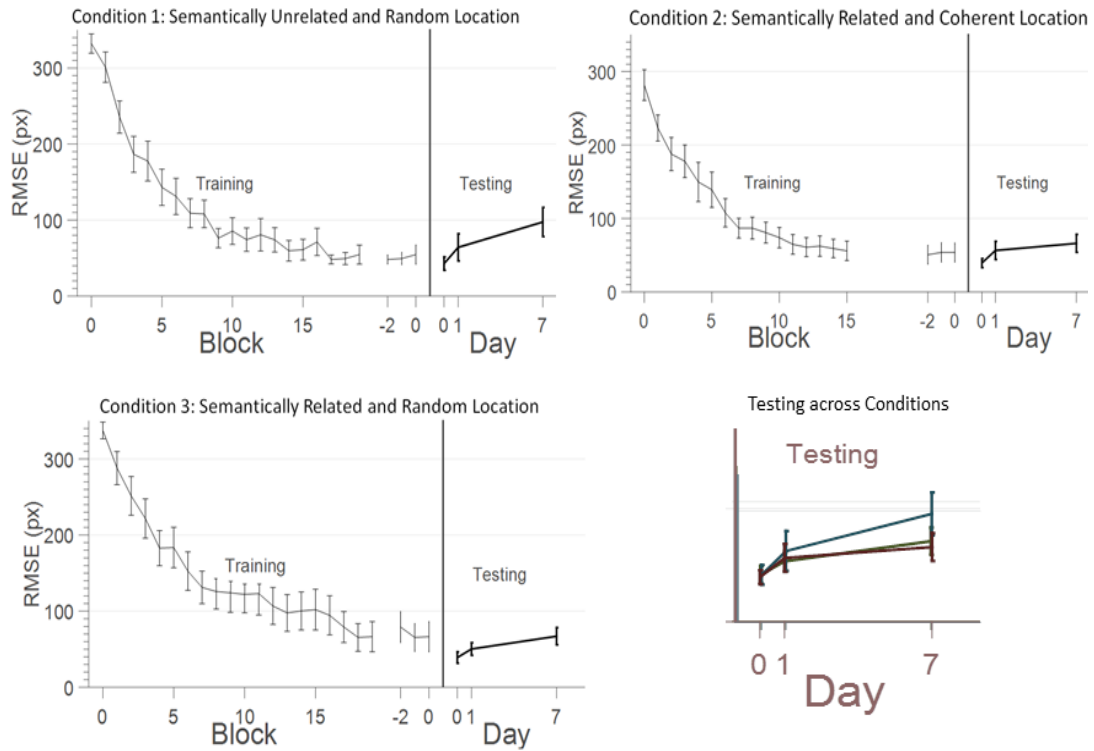 Condition 1: Semantically Unrelated and Random Location
300
200
100
0
RMSE (px)
Training
Testing
0 5 10 15 -2 0 0 1 7
Block Day
Condition 2: Semantically Related and Coherent Location
300
200
100
0
RMSE (px)
Training
Testing
0 5 10 15 -2 0 0 1 7
Block Day
Condition 3: Semantically Related and Random Location
300
200
100
0
RMSE (px)
Training
Testing
0 5 10 15 -2 0 0 1 7
Block Day
Testing across Conditions
Testing
0 1 7
Day